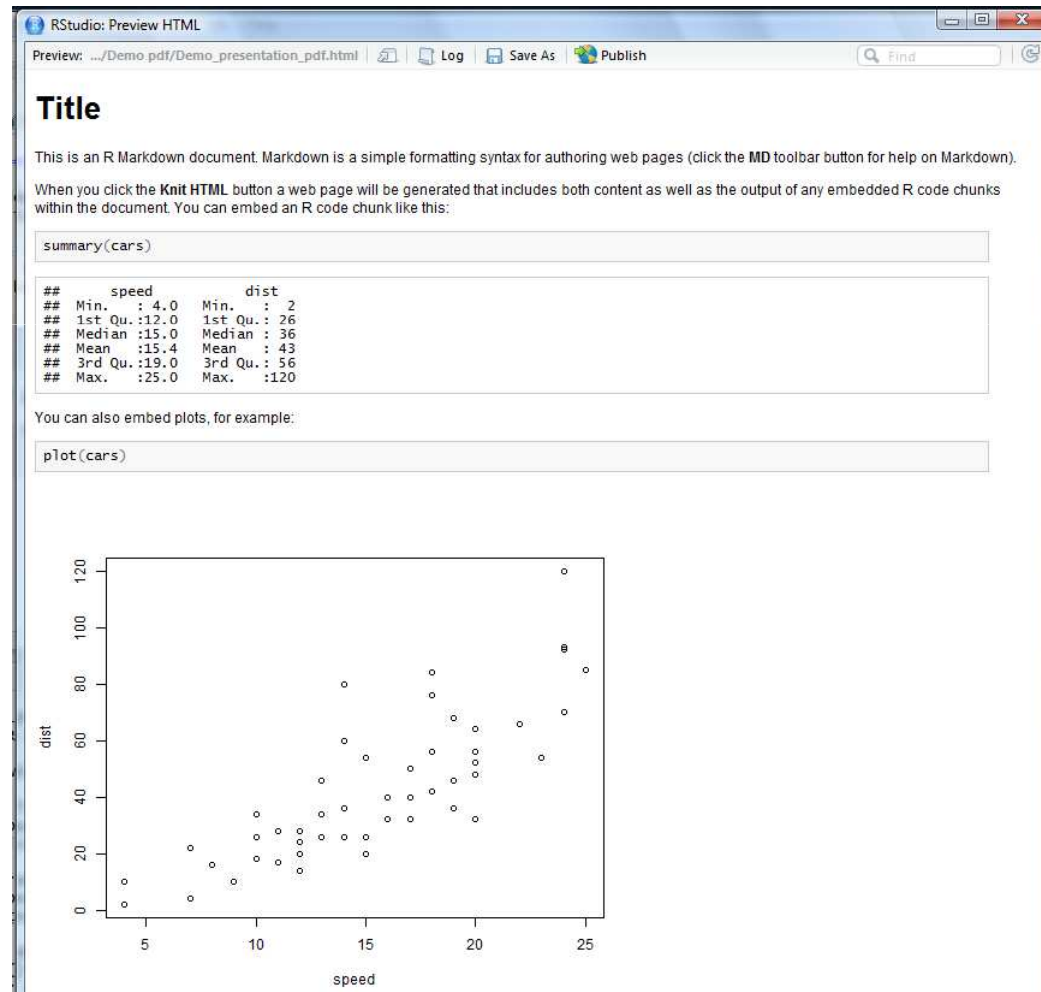 RStudio: Preview HTML
Preview: .../Demo pdf/Demo_presentation_pdf.html Log Save As Publish Find
Title
This is an R Markdown document. Markdown is a simple formatting syntax for authoring web pages (click the MD toolbar button for help on Markdown).
When you click the Knit HTML button a web page will be generated that includes both content as well as the output of any embedded R code chunks
within the document. You can embed an R code chunk like this:
summary(cars)
##      speed           dist
##  Min.   : 4.0   Min.   :  2
##  1st Qu.:12.0   1st Qu.: 26
##  Median :15.0   Median : 36
##  Mean   :15.4   Mean   : 43
##  3rd Qu.:19.0   3rd Qu.: 56
##  Max.   :25.0   Max.   :120
You can also embed plots, for example:
plot(cars)
120
100
80
60
40
20
0
dist
5 10 15 20 25
speed